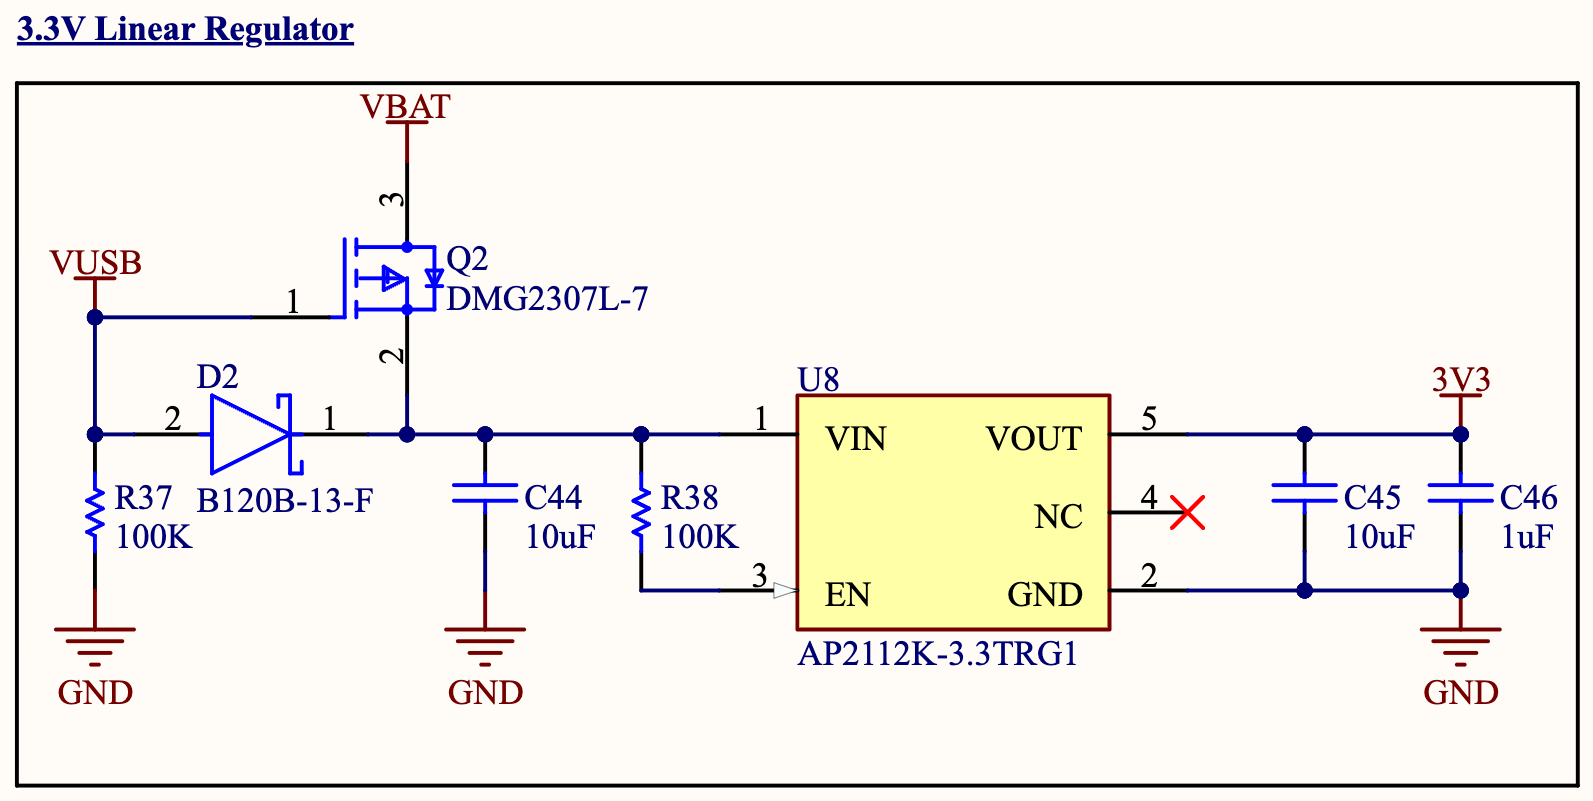 3.3V Linear Regulator
VBAT
3
VUSB
Q2
DMG2307L-7
1
2
D2
2
1
B120B-13-F
R37
100K
C44
10uF
R38
100K
U8
1
VIN
VOUT
5
NC
4
3
EN
GND
2
AP2112K-3.3TRG1
3V3
C45
10uF
C46
1uF
GND
GND
GND